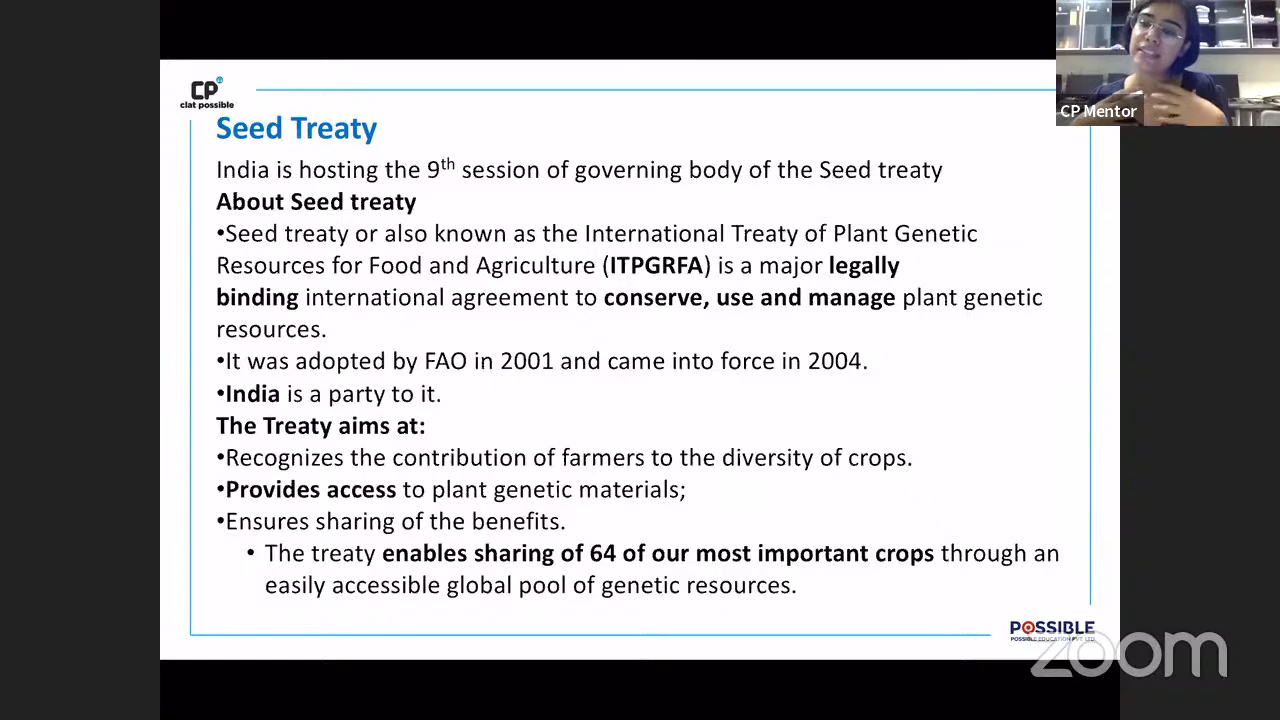 CP
clat possible
CP Mentor
Seed Treaty
India is hosting the 9th session of governing body of the Seed treaty
About Seed treaty
•Seed treaty or also known as the International Treaty of Plant Genetic
Resources for Food and Agriculture (ITPGRFA) is a major legally
binding international agreement to conserve, use and manage plant genetic
resources.
•It was adopted by FAO in 2001 and came into force in 2004.
•India is a party to it.
The Treaty aims at:
•Recognizes the contribution of farmers to the diversity of crops.
•Provides access to plant genetic materials;
•Ensures sharing of the benefits.
• The treaty enables sharing of 64 of our most important crops through an
easily accessible global pool of genetic resources.
POSSIBLE
POSSIBLE EDUCATION PVT. LTD.
zoom